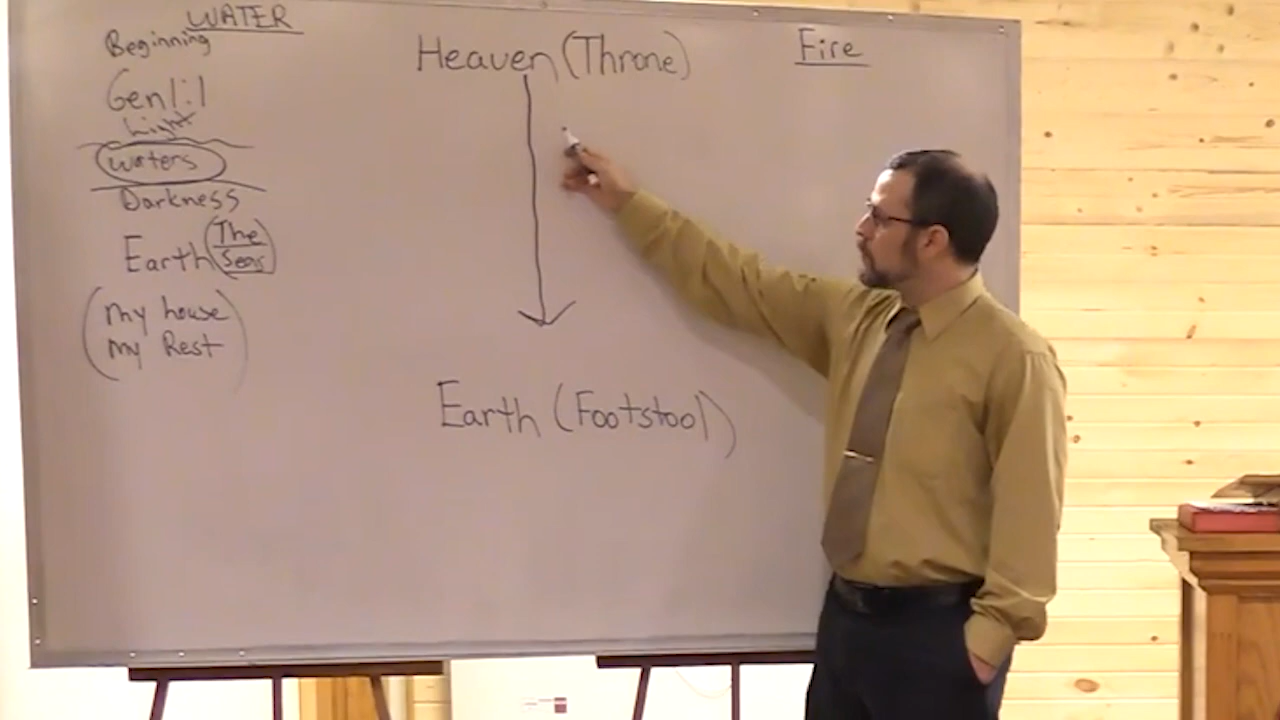 WATER
Beginning
Gen 1:1
Light
Waters
Darkness
Earth The Seas
(my house
my Rest)
Heaven (Throne)
Earth (Footstool)
Fire